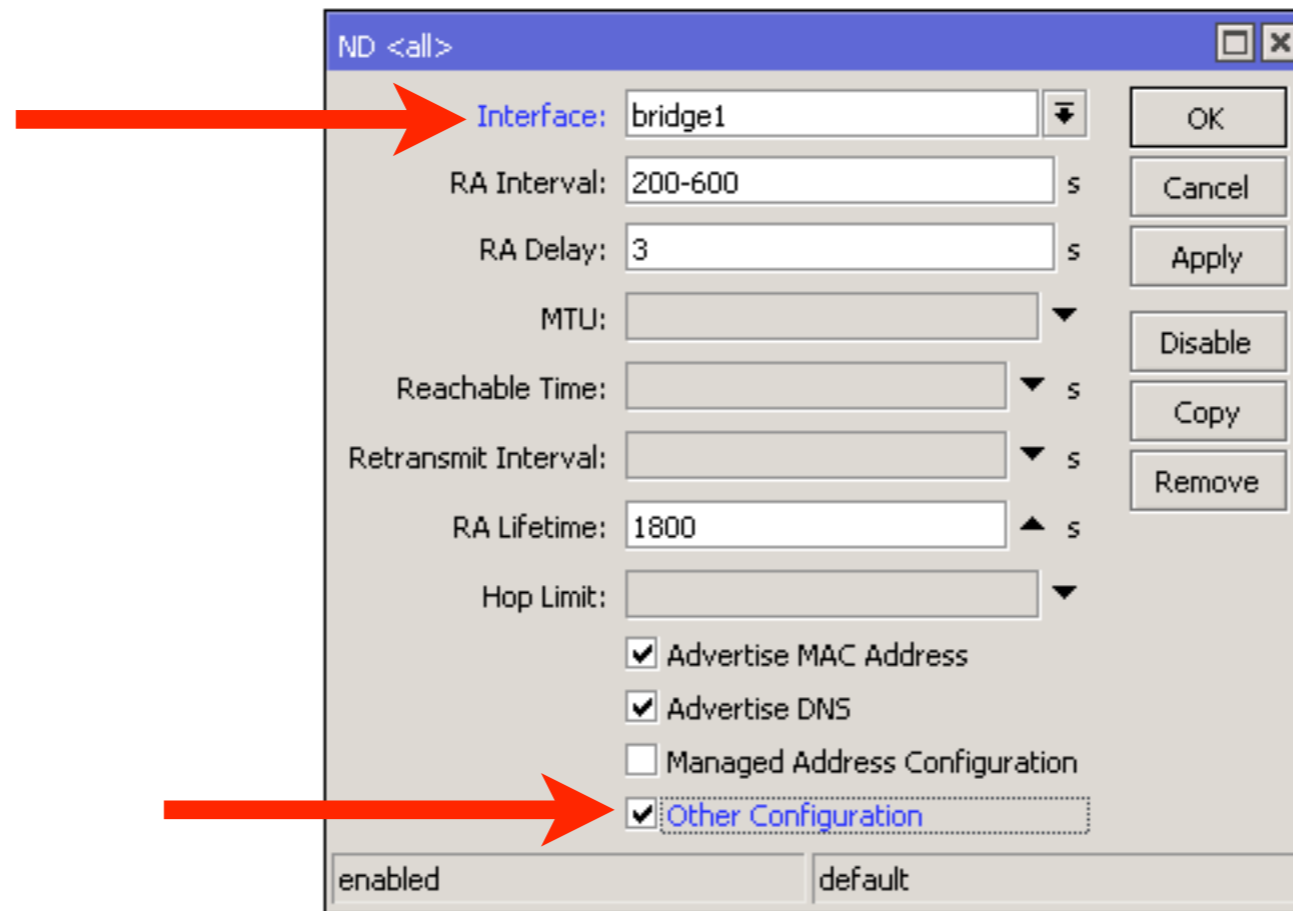 ND <all>
Interface: bridge1
OK
RA Interval: 200-600 s
Cancel
RA Delay: 3 s
Apply
MTU:
Disable
Reachable Time: s
Copy
Retransmit Interval: s
Remove
RA Lifetime: 1800 s
Hop Limit:
Advertise MAC Address
Advertise DNS
Managed Address Configuration
Other Configuration
enabled
default